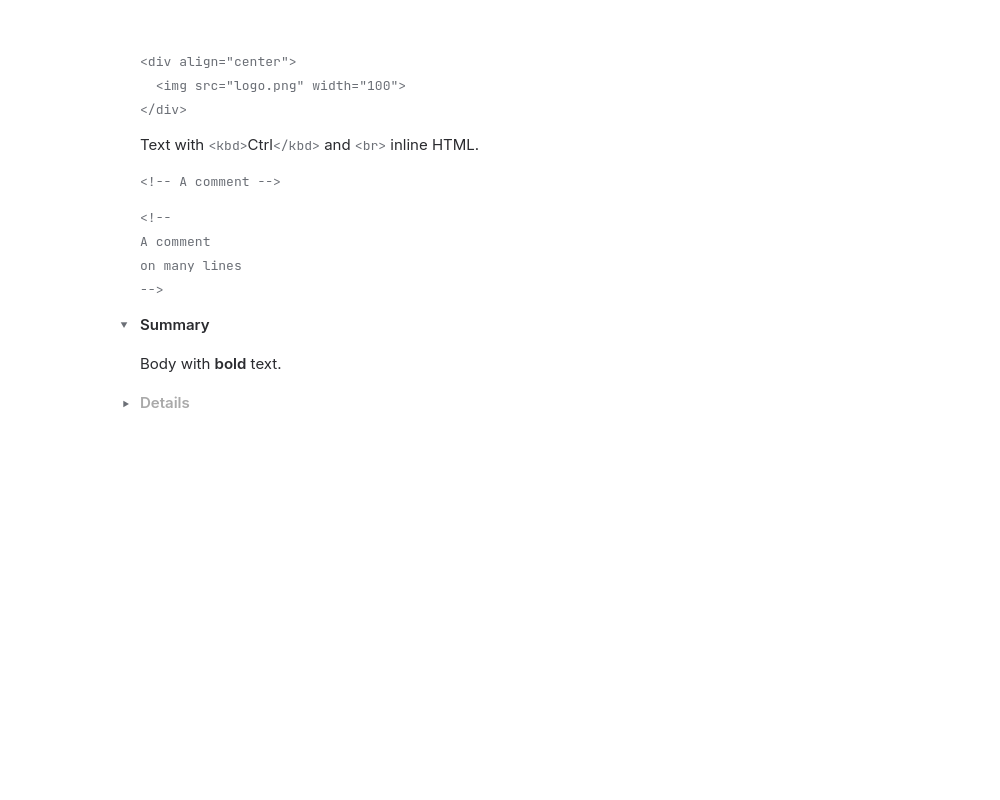 <div align="center">
  <img src="logo.png" width="100">
</div>
Text with <kbd>Ctrl</kbd> and <br> inline HTML.
<!-- A comment -->
<!--
A comment
on many lines
-->
Summary
Body with bold text.
Details